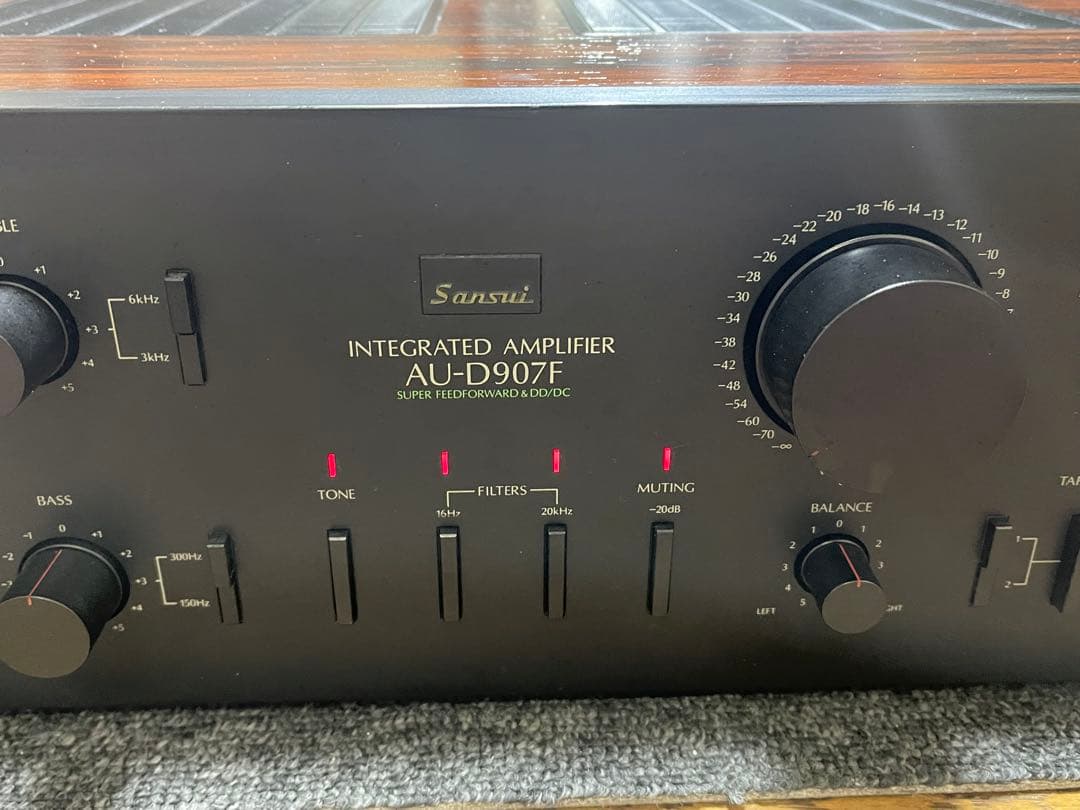 0
+1
+2
+3
+4
+5
6kHz
3kHz
Sansui
INTEGRATED AMPLIFIER
AU-D907F
SUPER FEEDFORWARD & DD/DC
-∞
-70
-60
-54
-48
-42
-38
-34
-30
-28
-26
-24
-22
-20
-18
-16
-14
-13
-12
-11
-10
-9
-8
BASS
-2
-1
0
+1
+2
+3
+4
+5
300Hz
150Hz
TONE
FILTERS
16Hz
20kHz
MUTING
-20dB
BALANCE
5
4
3
2
1
0
1
2
3
LEFT
1
2